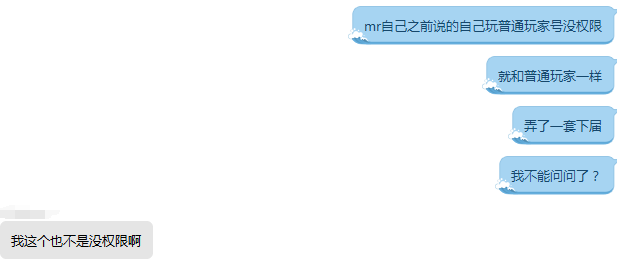 mr自己之前说的自己玩普通玩家号没权限
就和普通玩家一样
弄了一套下届
我不能问问了？
我这个也不是没权限啊